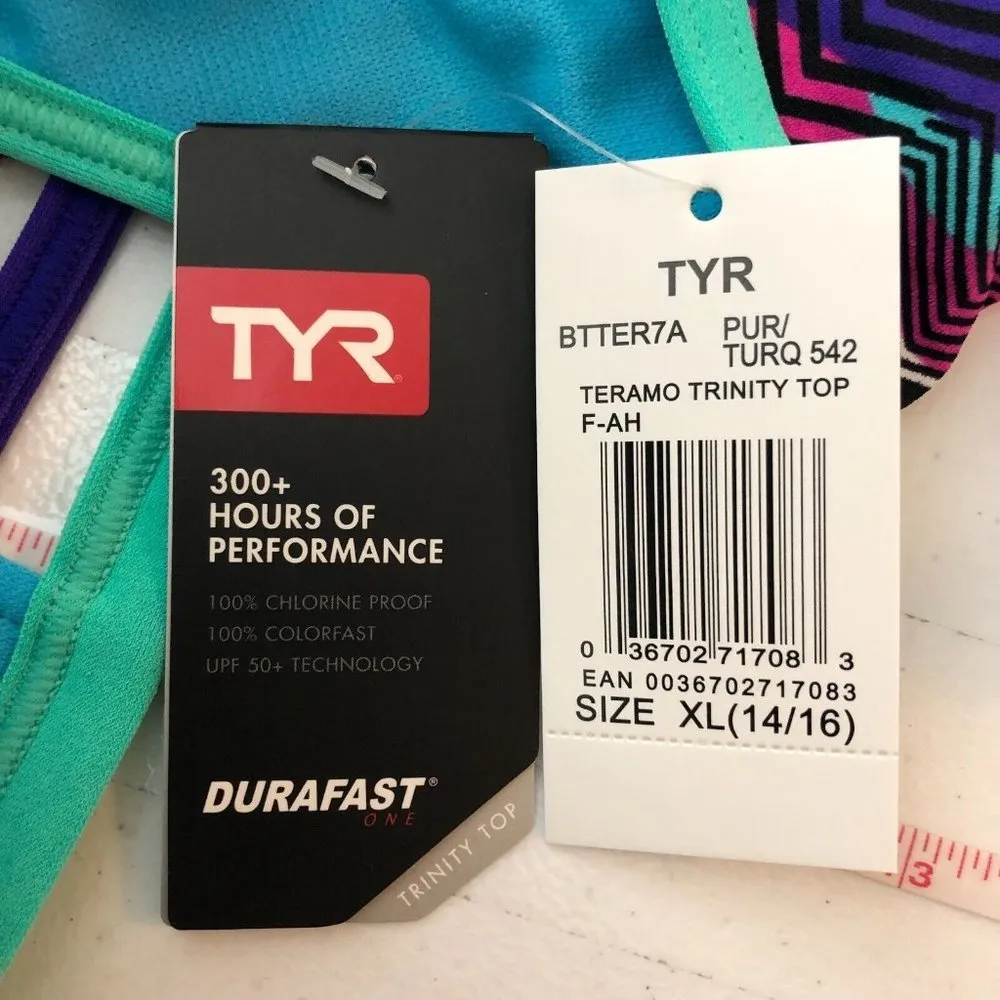 TYR®
300+
HOURS OF
PERFORMANCE
100% CHLORINE PROOF
100% COLORFAST
UPF 50+ TECHNOLOGY
DURAFAST®
ONE
TRINITY TOP
TYR
BTTER7A PUR/
TURQ 542
TERAMO TRINITY TOP
F-AH
0 36702 71708 3
EAN 0036702717083
SIZE XL(14/16)
3